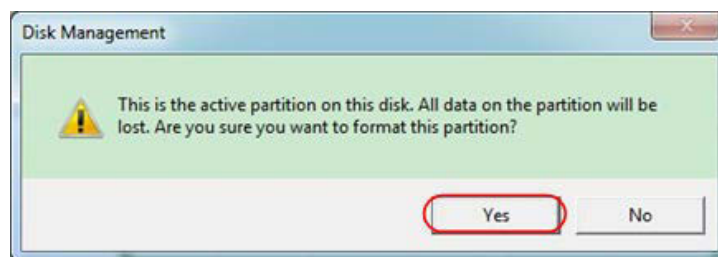 Disk Management
This is the active partition on this disk. All data on the partition will be
lost. Are you sure you want to format this partition?
Yes
No